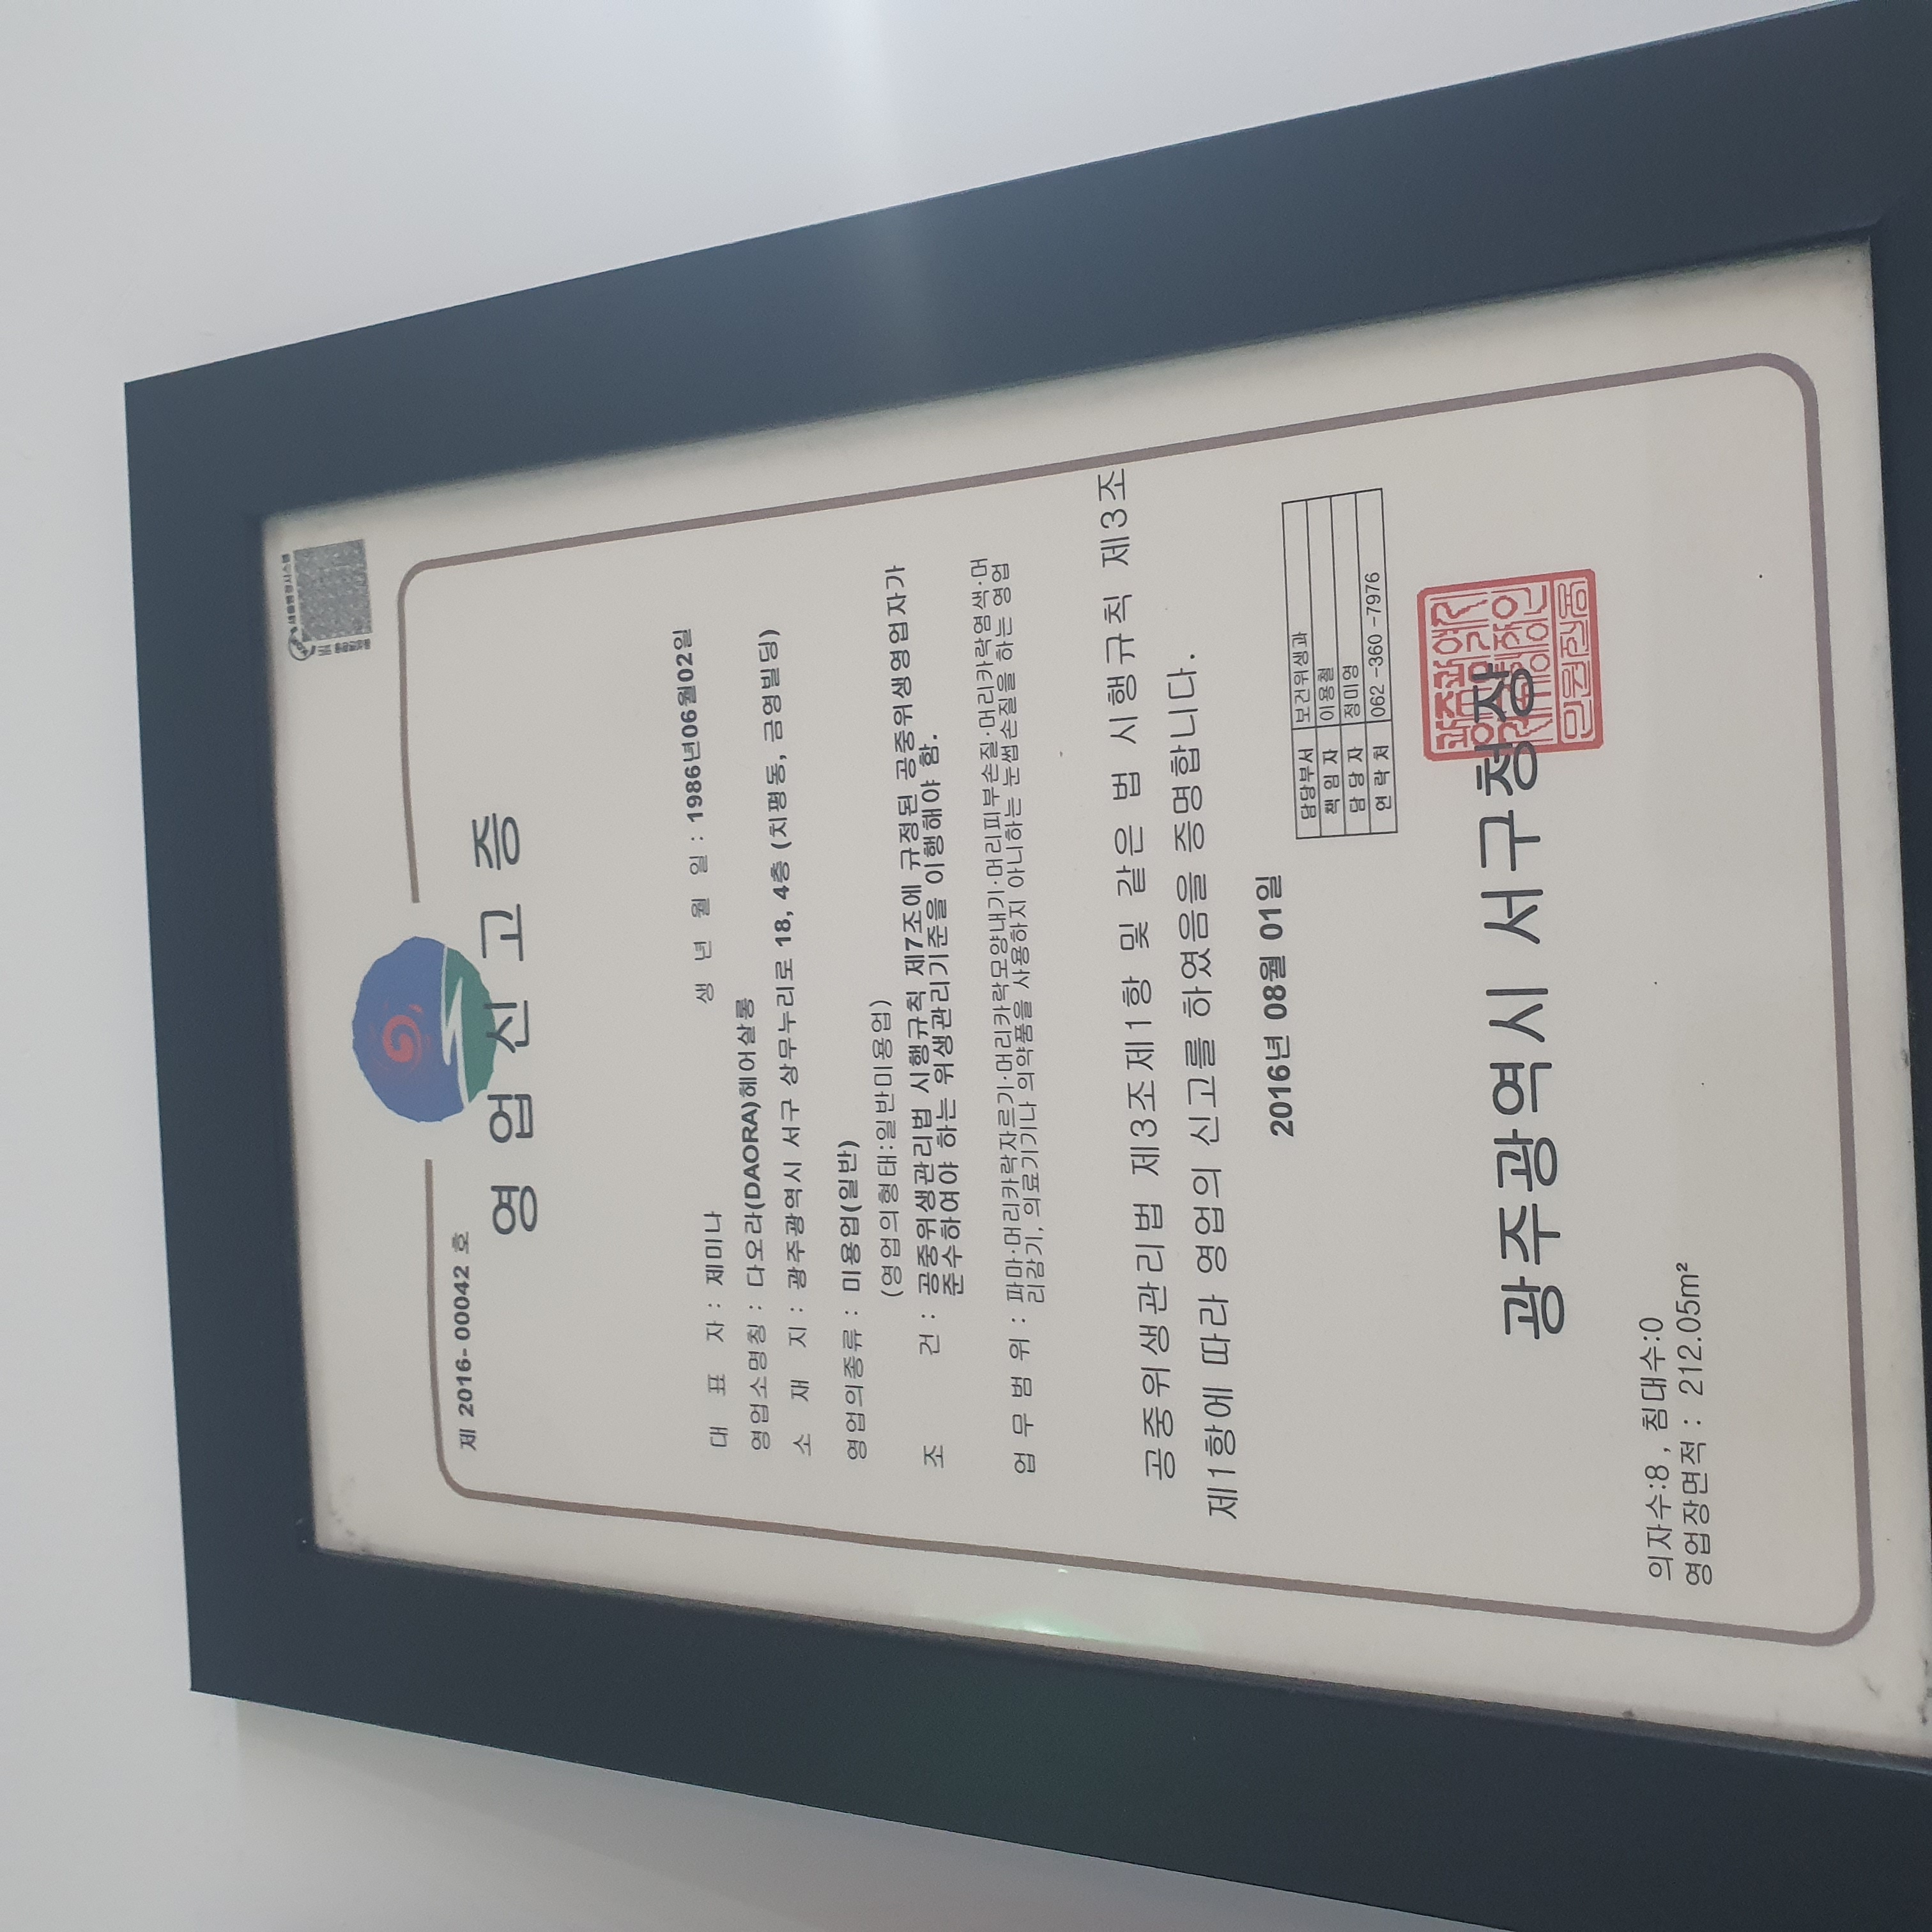 제 2016- 00042 호
영 업 신 고 증
대 표 자 : 제미나 생 년 월 일 : 1986년06월02일
영업소명칭 : 다오라(DAORA)헤어살롱
소 재 지 : 광주광역시 서구 상무누리로 18, 4층 (치평동, 금영빌딩)
영업의종류 : 미용업(일반)
(영업의형태:일반미용업)
조 건 : 공중위생관리법 시행규칙 제7조에 규정된 공중위생영업자가
준수하여야 하는 위생관리기준을 이행해야 함.
업 무 범 위 : 파마·머리카락자르기·머리카락모양내기·머리피부손질·머리카락염색·머
리감기, 의료기기나 의약품을 사용하지 아니하는 눈썹손질을 하는 영업
공중위생관리법 제3조제1항 및 같은 법 시행규칙 제3조
제1항에 따라 영업의 신고를 하였음을 증명합니다.
2016년 08월 01일
담당부서 보건위생과
책 임 자 이용철
담 당 자 정미영
연 락 처 062 -360 -7976
광주광역시 서구청장
의자수:8 , 침대수:0
영업장면적 : 212.05m²